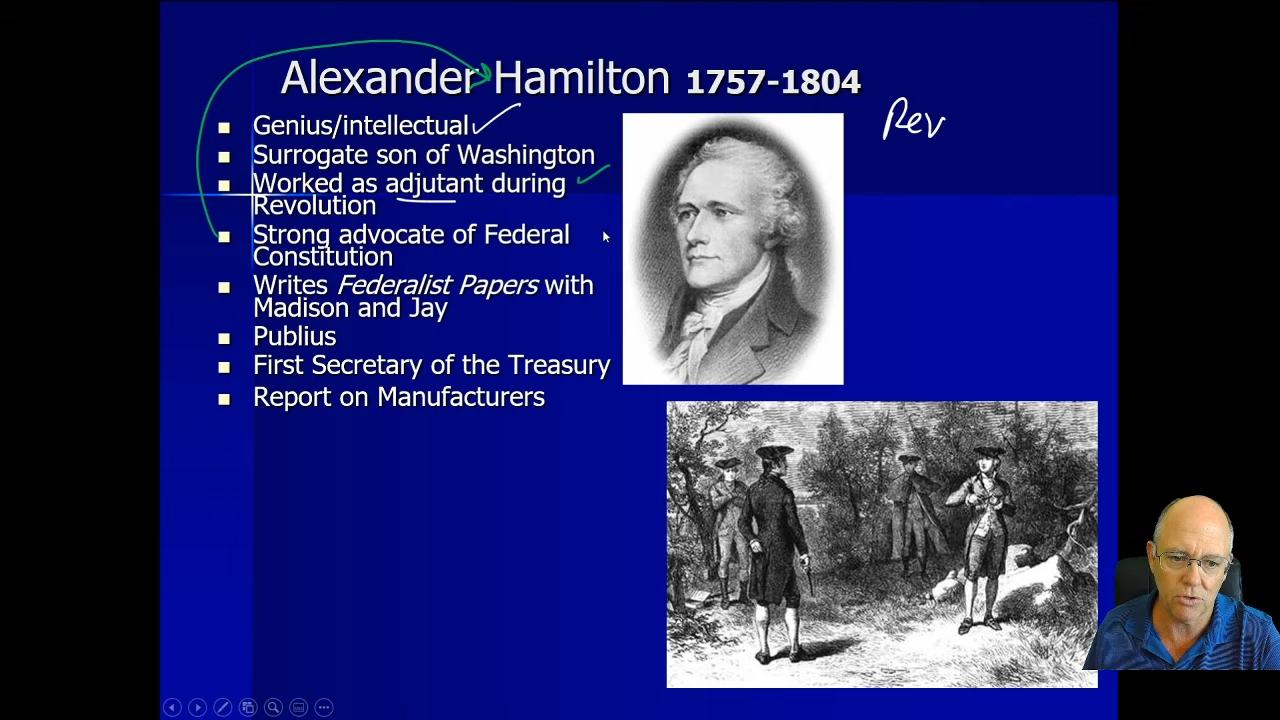 Alexander Hamilton 1757-1804
Rev
Genius/intellectual
Surrogate son of Washington
Worked as adjutant during
Revolution
Strong advocate of Federal
Constitution
Writes Federalist Papers with
Madison and Jay
Publius
First Secretary of the Treasury
Report on Manufacturers